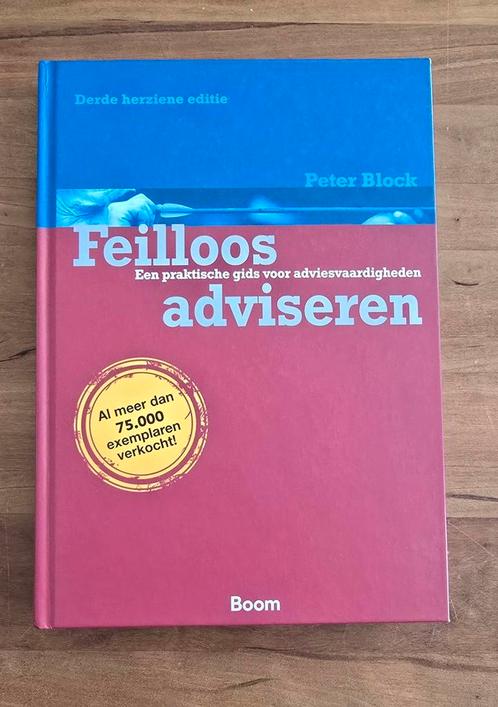 Derde herziene editie
Peter Block
Feilloos
Een praktische gids voor adviesvaardigheden
adviseren
Al meer dan
75.000
exemplaren
verkocht!
Boom